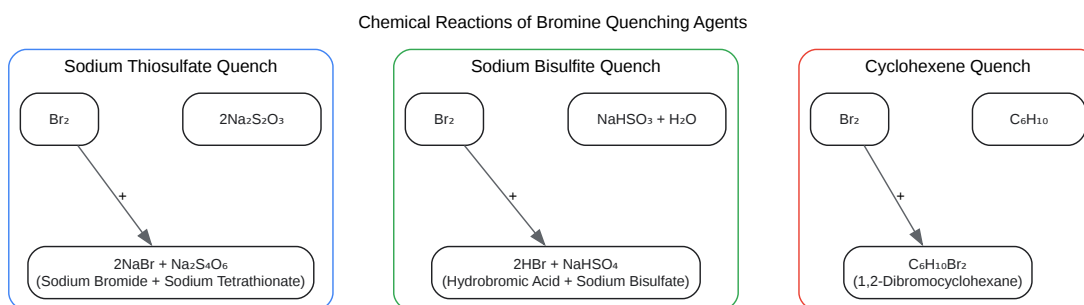 Chemical Reactions of Bromine Quenching Agents
Sodium Thiosulfate Quench
Br₂
2Na₂S₂O₃
+
2NaBr + Na₂S₄O₆
(Sodium Bromide + Sodium Tetrathionate)
Sodium Bisulfite Quench
Br₂
NaHSO₃ + H₂O
+
2HBr + NaHSO₄
(Hydrobromic Acid + Sodium Bisulfate)
Cyclohexene Quench
Br₂
C₆H₁₀
+
C₆H₁₀Br₂
(1,2-Dibromocyclohexane)